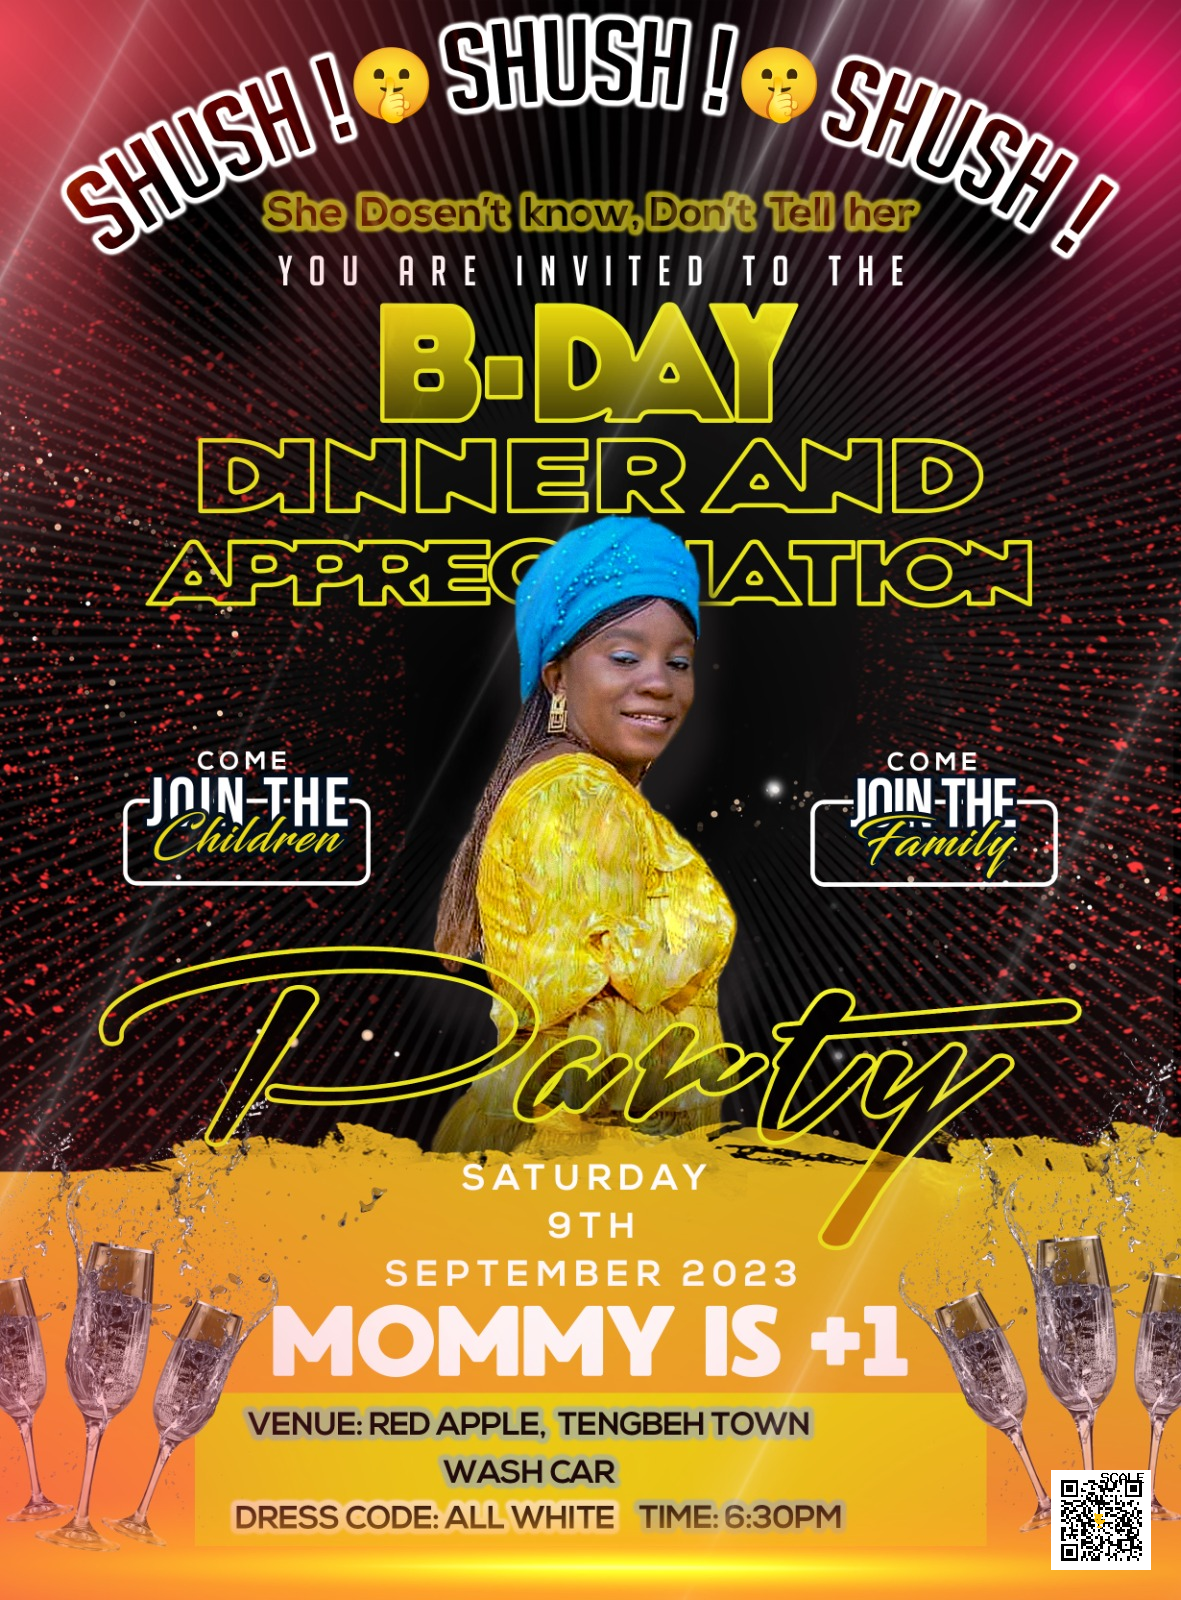 SHUSH ! SHUSH ! SHUSH !
She Dosen't know, Don't Tell her
YOU ARE INVITED TO THE
B-DAY
DINNER AND
APPRECIATION
COME
JOIN THE
Children
COME
JOIN THE
Family
Party
SATURDAY
9TH
SEPTEMBER 2023
MOMMY IS +1
VENUE: RED APPLE, TENGBEH TOWN
WASH CAR
DRESS CODE: ALL WHITE TIME: 6:30PM
SCALE